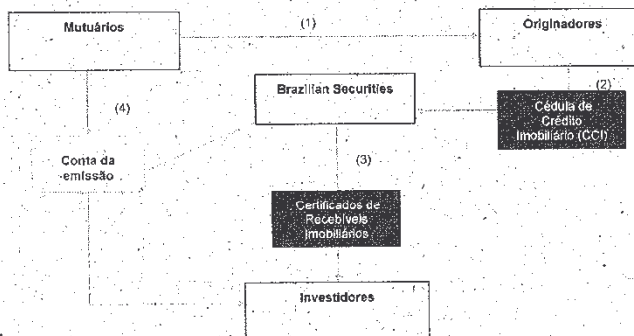 Mutuários
(1)
Originadores
(2)
Brazilian Securities
Cédula de
Crédito
Imobiliário (CCI)
(4)
(3)
Conta da
emissão
Certificados de
Recebíveis
Imobiliários
Investidores